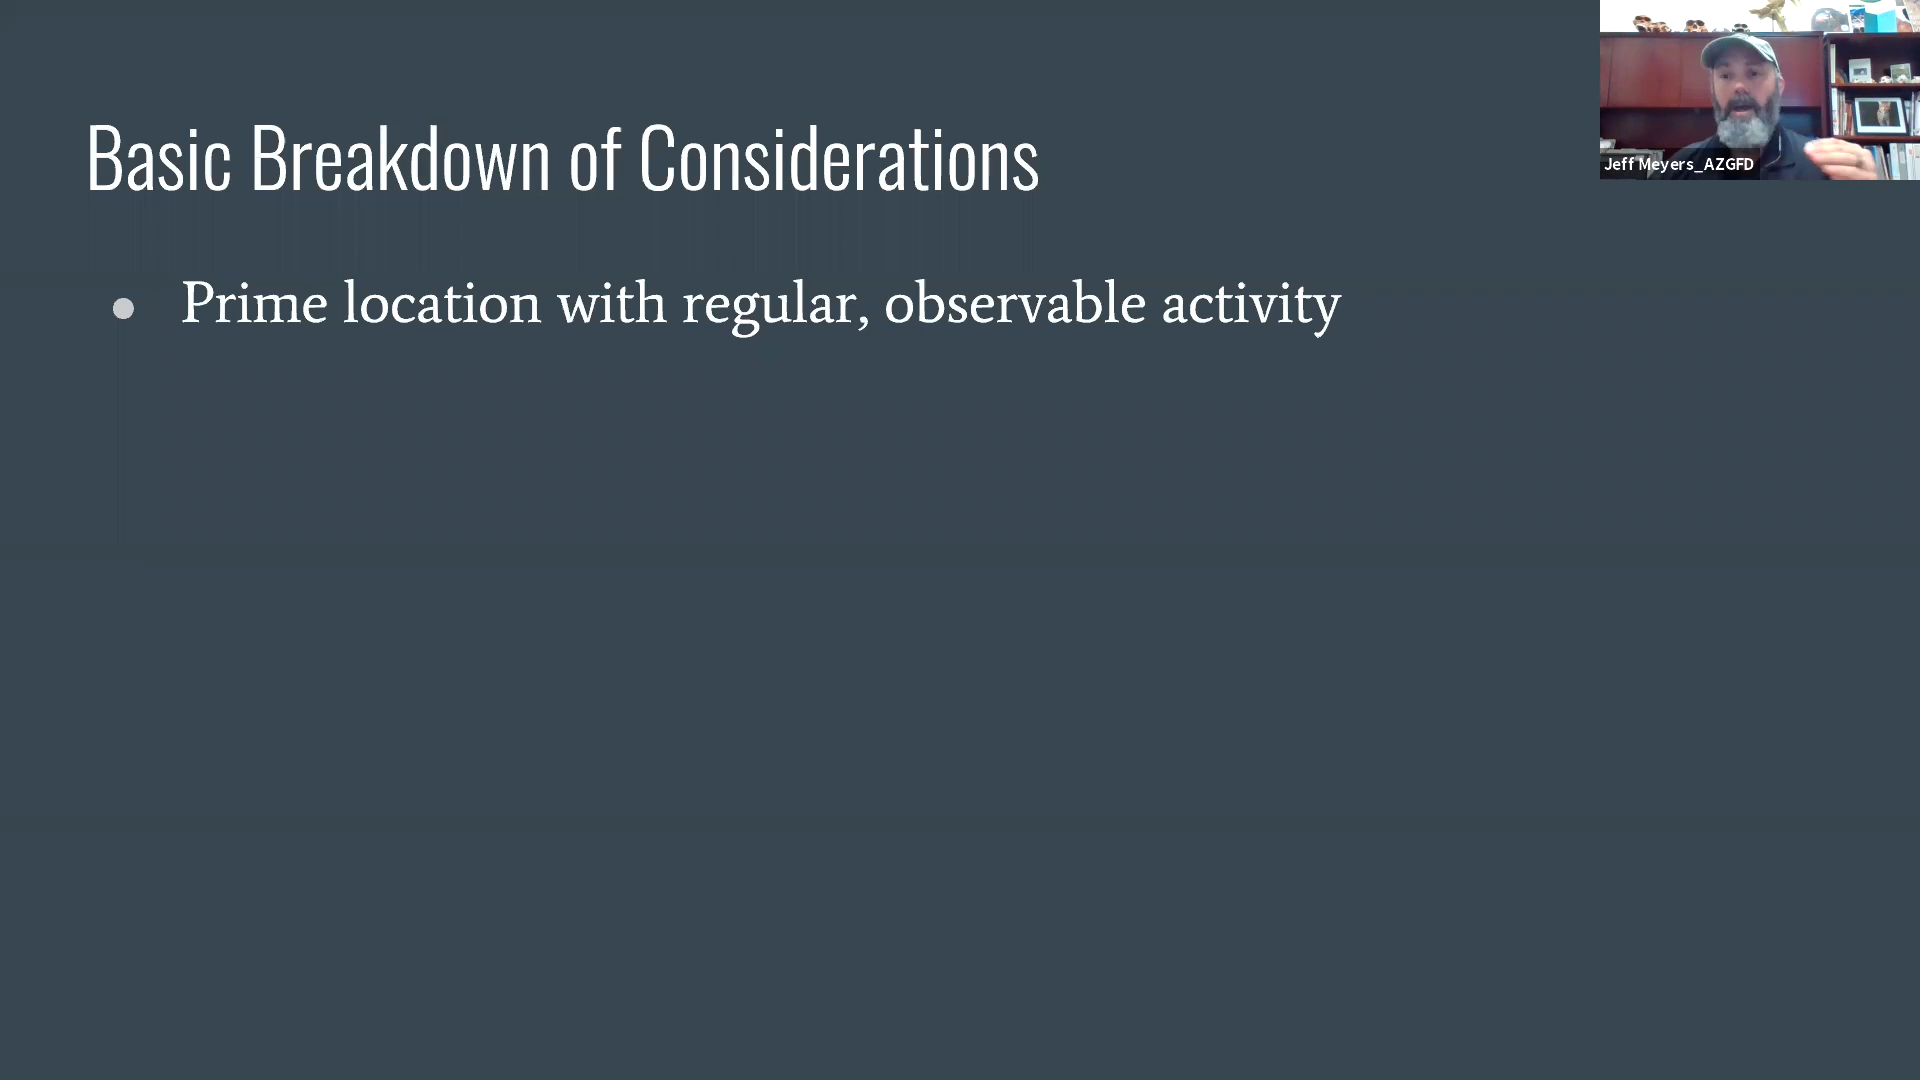 Basic Breakdown of Considerations
Prime location with regular, observable activity
Jeff Meyers_AZGFD